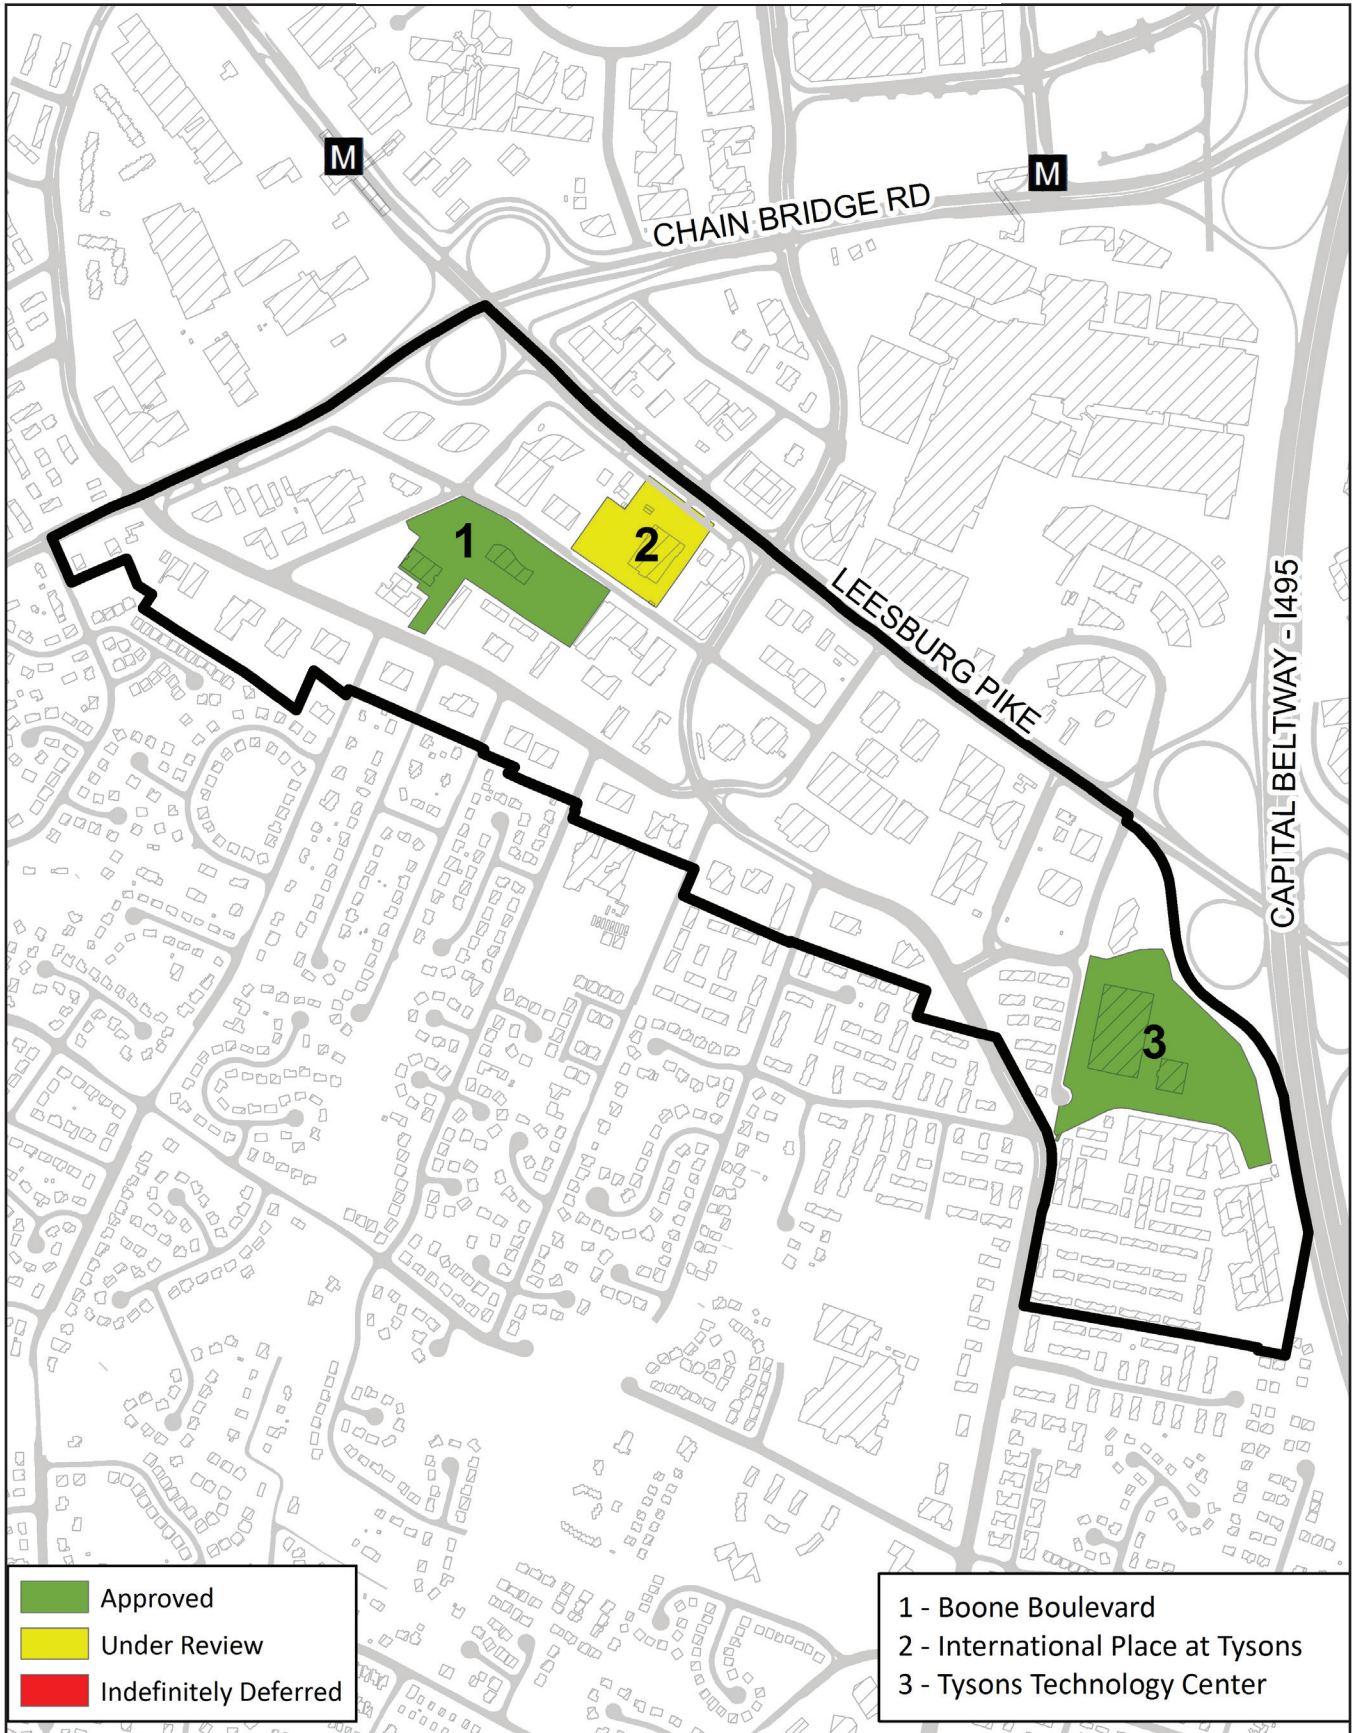 M
M
CHAIN BRIDGE RD
1
2
LEESBURG PIKE
CAPITAL BELTWAY - I495
3
Approved
Under Review
Indefinitely Deferred
1 - Boone Boulevard
2 - International Place at Tysons
3 - Tysons Technology Center